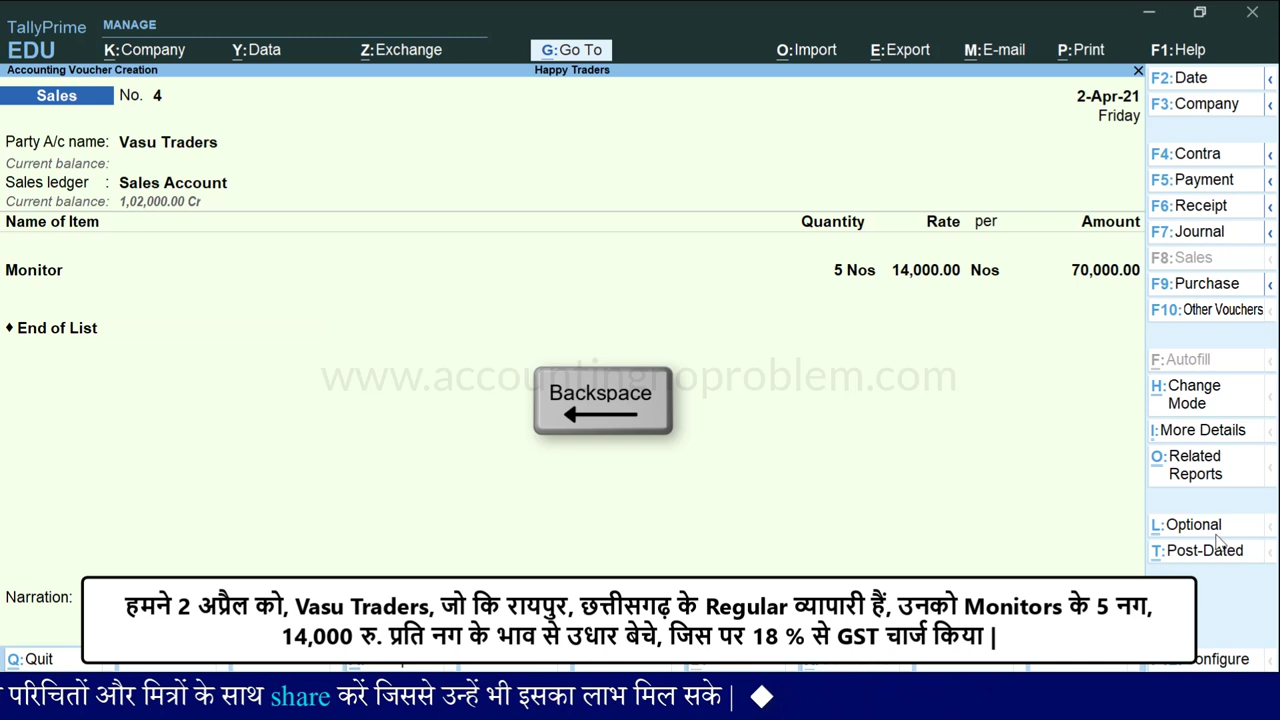 TallyPrime MANAGE
EDU K:Company Y:Data Z:Exchange G:Go To O:Import E:Export M:E-mail P:Print F1:Help
Accounting Voucher Creation Happy Traders
Sales No. 4 2-Apr-21
Friday
Party A/c name: Vasu Traders
Current balance:
Sales ledger : Sales Account
Current balance: 1,02,000.00 Cr
Name of Item Quantity Rate per Amount
Monitor 5 Nos 14,000.00 Nos 70,000.00
♦ End of List
Backspace
Narration:
F2:Date
F3:Company
F4:Contra
F5:Payment
F6:Receipt
F7:Journal
F8:Sales
F9:Purchase
F10:Other Vouchers
F:Autofill
H:Change
Mode
I:More Details
O:Related
Reports
L:Optional
T:Post-Dated
हमने 2 अप्रैल को, Vasu Traders, जो कि रायपुर, छत्तीसगढ़ के Regular व्यापारी हैं, उनको Monitors के 5 नग,
14,000 रु. प्रति नग के भाव से उधार बेचे, जिस पर 18 % से GST चार्ज किया |
Q:Quit
परिचितों और मित्रों के साथ share करें जिससे उन्हें भी इसका लाभ मिल सके |